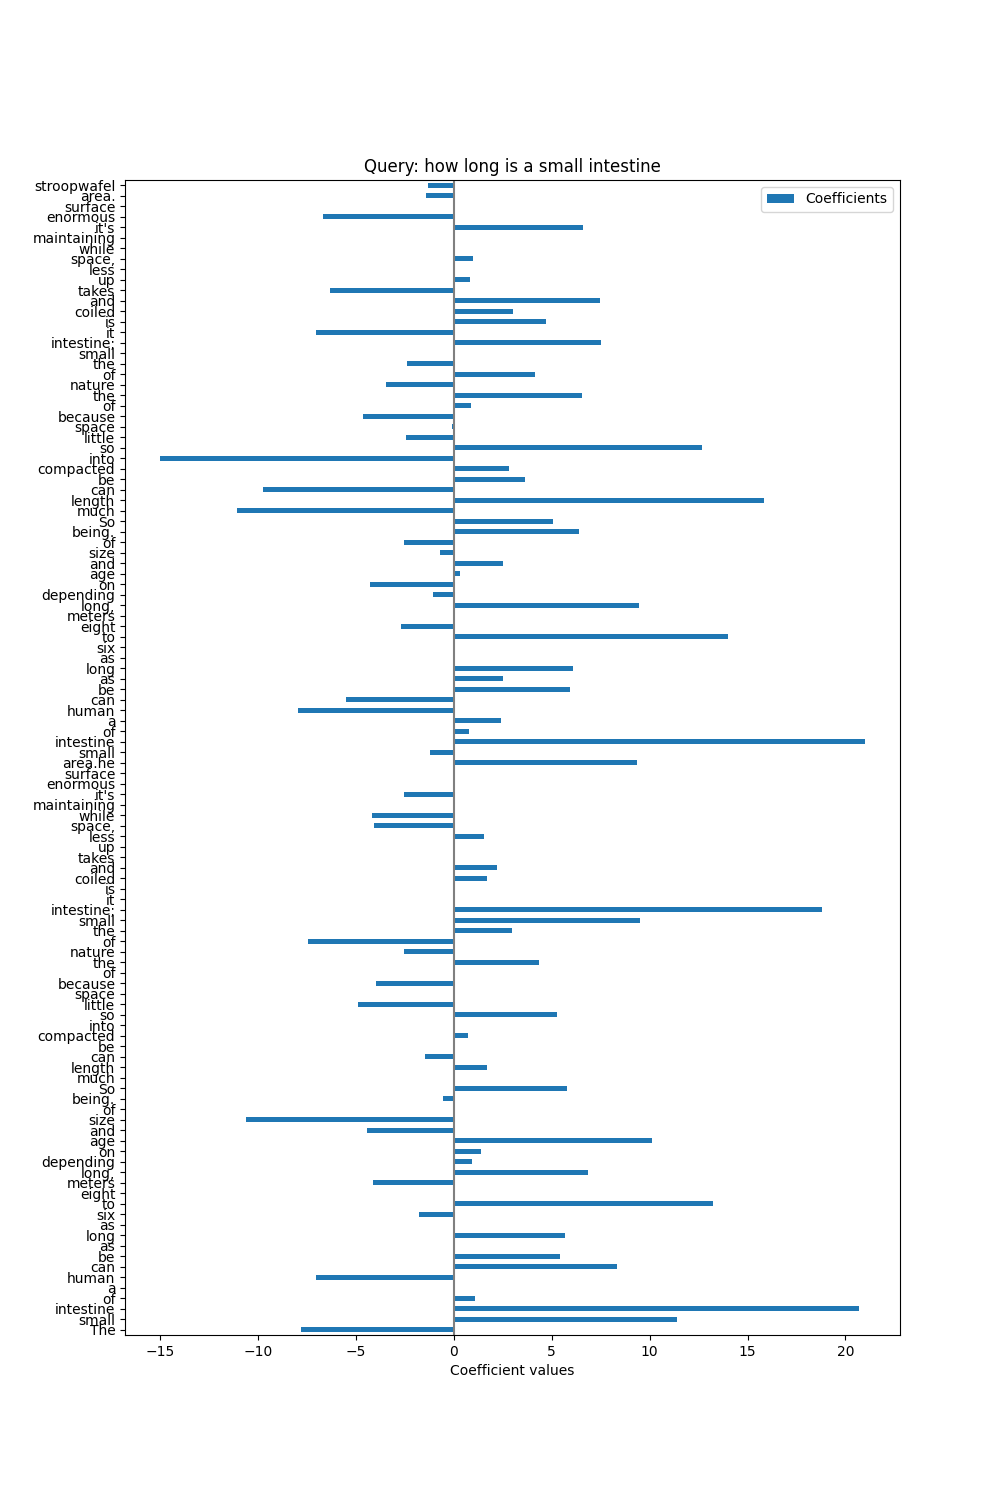 Query: how long is a small intestine
Coefficients
stroopwafel
area.
surface
enormous
it's
maintaining
while
space,
less
up
takes
and
coiled
is
it
intestine;
small
the
of
nature
the
of
because
space
little
so
into
compacted
be
can
length
much
So
being.
of
size
and
age
on
depending
long,
meters
eight
to
six
as
long
as
be
can
human
a
of
intestine
small
area.he
surface
enormous
it's
maintaining
while
space,
less
up
takes
and
coiled
is
it
intestine;
small
the
of
nature
the
of
because
space
little
so
into
compacted
be
can
length
much
So
being.
of
size
and
age
on
depending
long,
meters
eight
to
six
as
long
as
be
can
human
a
of
intestine
small
The
−15 −10 −5 0 5 10 15 20
Coefficient values